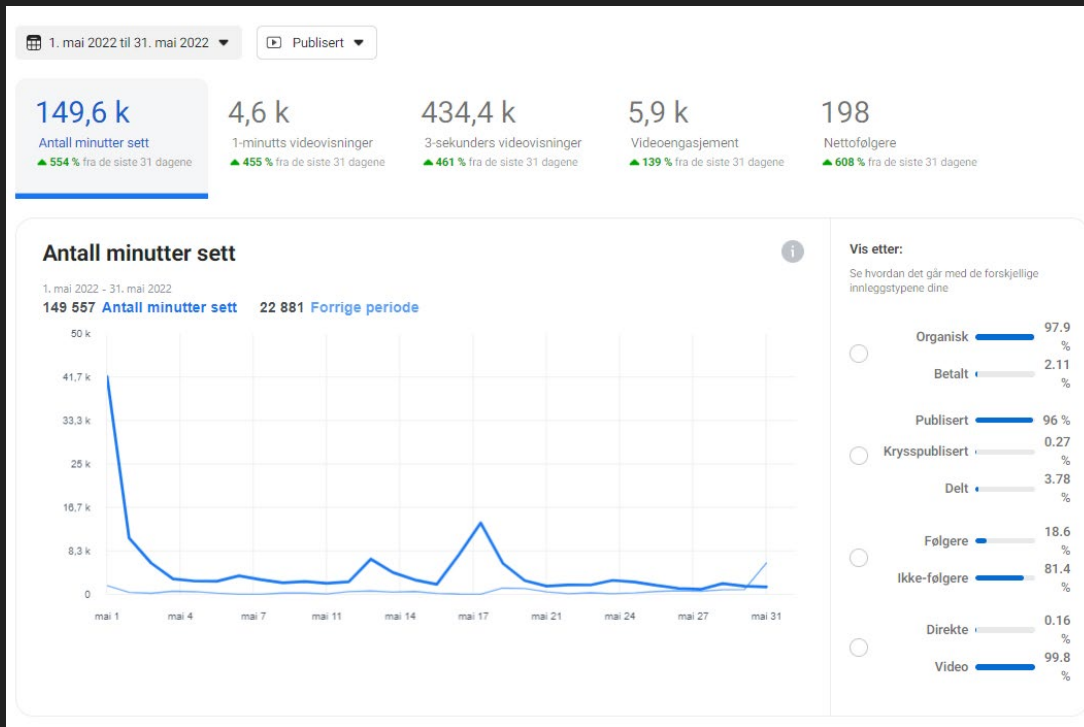 1. mai 2022 til 31. mai 2022
Publisert
149,6 k
Antall minutter sett
554 % fra de siste 31 dagene
4,6 k
1-minutts videovisninger
455 % fra de siste 31 dagene
434,4 k
3-sekunders videovisninger
461 % fra de siste 31 dagene
5,9 k
Videoengasjement
139 % fra de siste 31 dagene
198
Nettofølgere
608 % fra de siste 31 dagene
Antall minutter sett
1. mai 2022 - 31. mai 2022
149 557 Antall minutter sett 22 881 Forrige periode
50 k
41,7 k
33,3 k
25 k
16,7 k
8,3 k
0
mai 1 mai 4 mai 7 mai 11 mai 14 mai 17 mai 21 mai 24 mai 27 mai 31
Vis etter:
Se hvordan det går med de forskjellige
innleggstypene dine
Organisk 97.9
%
Betalt 2.11
%
Publisert 96 %
Krysspublisert 0.27
%
Delt 3.78
%
Følgere 18.6
%
Ikke-følgere 81.4
%
Direkte 0.16
%
Video 99.8
%